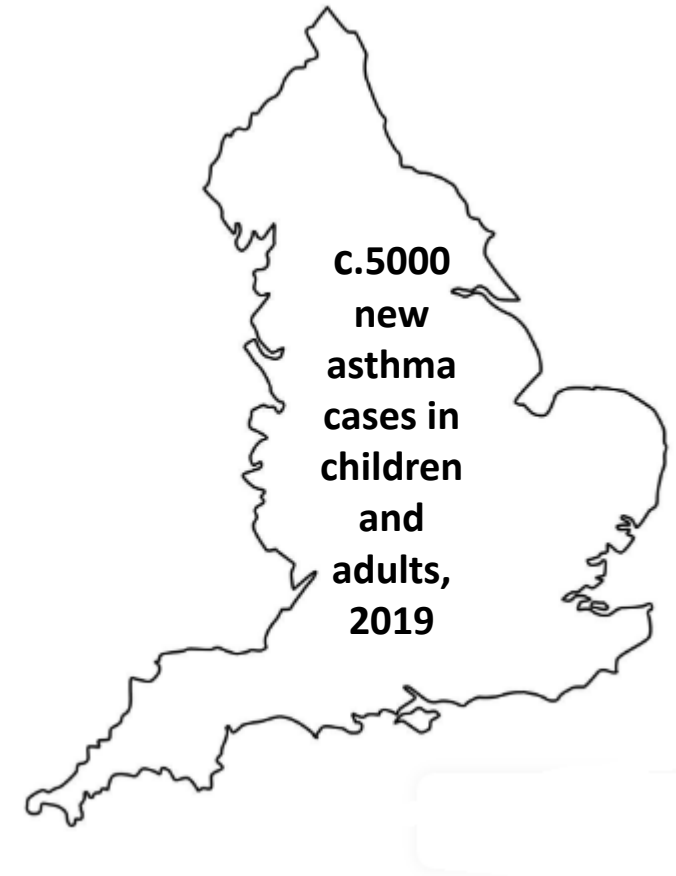 c.5000
new
asthma
cases in
children
and
adults,
2019